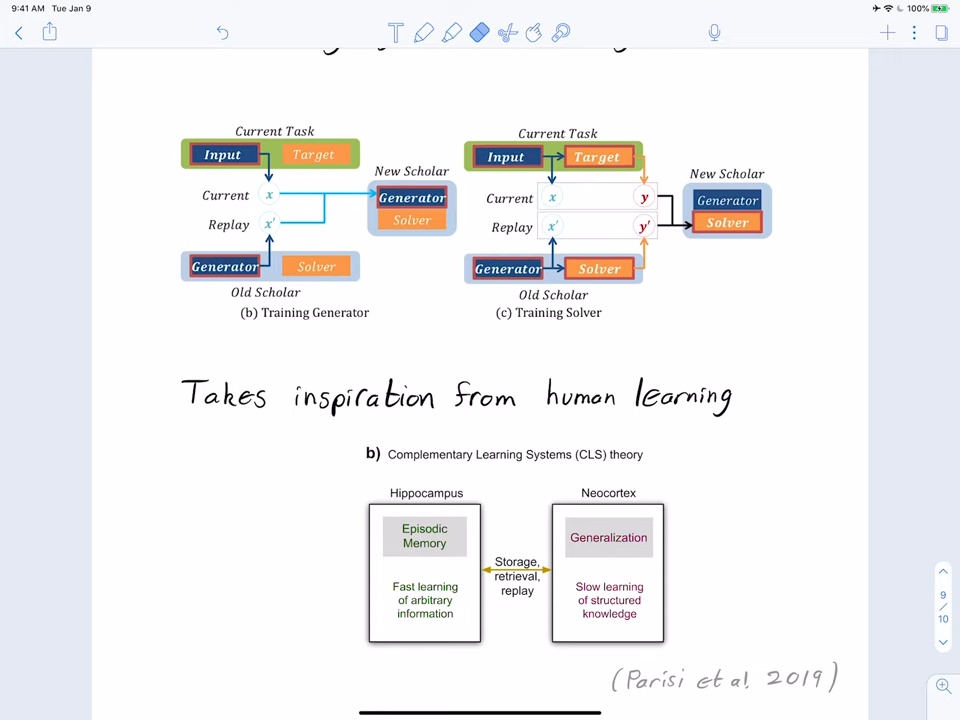 9:41 AM Tue Jan 9
100%
T
Current Task
Input Target
Current x
Replay x'
New Scholar
Generator
Solver
Generator Solver
Old Scholar
(b) Training Generator
Current Task
Input Target
Current x y
Replay x' y'
New Scholar
Generator
Solver
Generator Solver
Old Scholar
(c) Training Solver
Takes inspiration from human learning
b) Complementary Learning Systems (CLS) theory
Hippocampus
Episodic
Memory
Fast learning
of arbitrary
information
Storage,
retrieval,
replay
Neocortex
Generalization
Slow learning
of structured
knowledge
(Parisi et al. 2019)
9
/
10